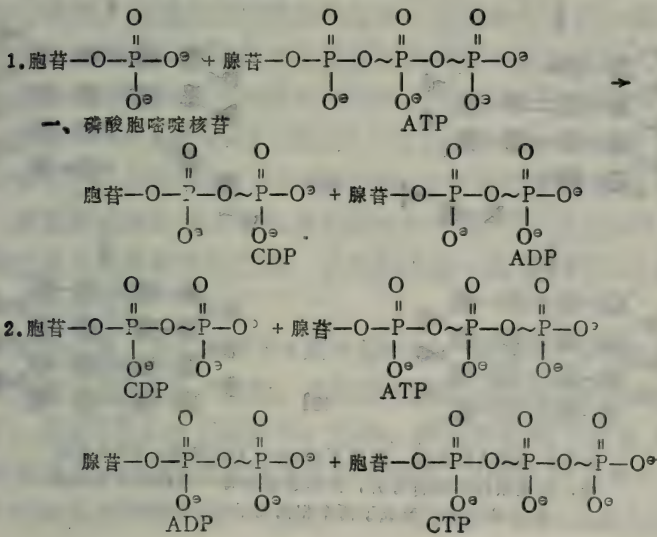 O O O O
‖ ‖ ‖ ‖
1.胞苷—O—P—O⊖ + 腺苷—O—P—O~P—O~P—O⊖
| | | | →
O⊖ O⊖ O⊖ O⊖
一、磷酸胞嘧啶核苷 ATP
O O O O
‖ ‖ ‖ ‖
胞苷—O—P—O~P—O⊖ + 腺苷—O—P—O~P—O⊖
| | | |
O⊖ O⊖ O⊖ O⊖
CDP ADP
O O O O O
‖ ‖ ‖ ‖ ‖
2.胞苷—O—P—O~P—O⊖ + 腺苷—O—P—O~P—O~P—O⊖
| | | | |
O⊖ O⊖ O⊖ O⊖ O⊖
CDP ATP
O O O O O
‖ ‖ ‖ ‖ ‖
腺苷—O—P—O~P—O⊖ + 胞苷—O—P—O~P—O~P—O⊖
| | | | |
O⊖ O⊖ O⊖ O⊖ O⊖
ADP CTP